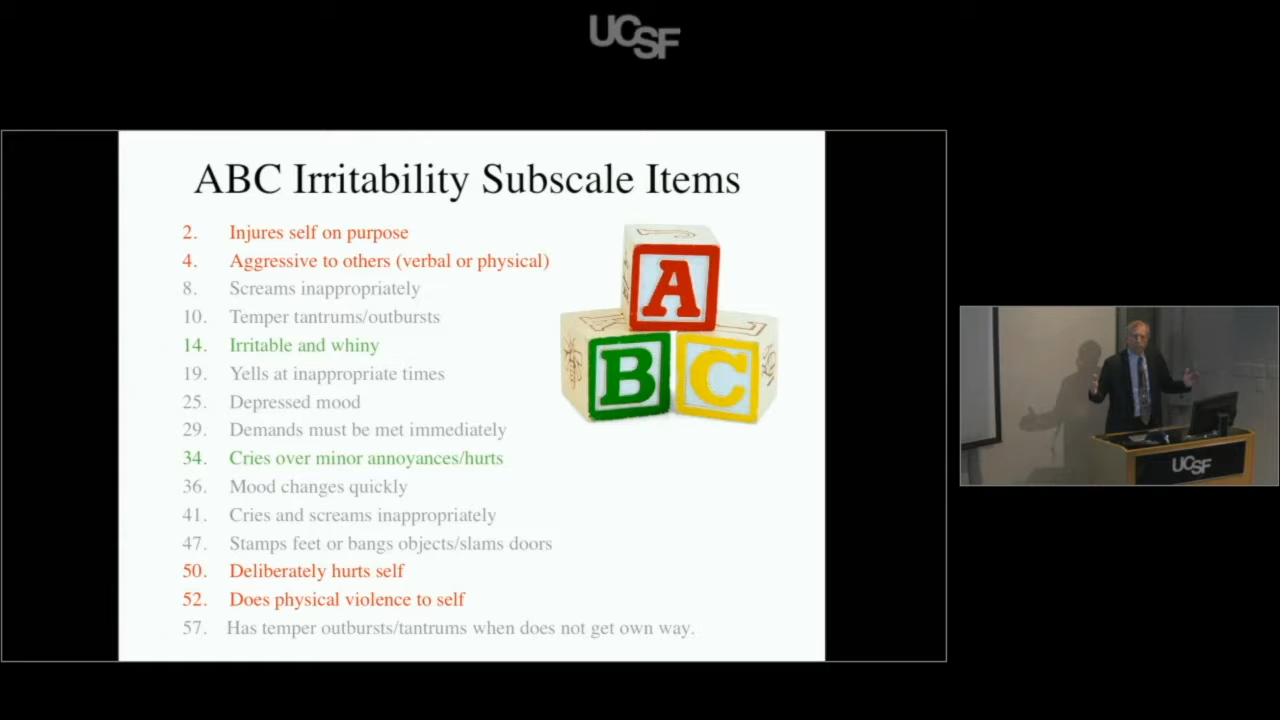 UCSF
ABC Irritability Subscale Items
2. Injures self on purpose
4. Aggressive to others (verbal or physical)
8. Screams inappropriately
10. Temper tantrums/outbursts
14. Irritable and whiny
19. Yells at inappropriate times
25. Depressed mood
29. Demands must be met immediately
34. Cries over minor annoyances/hurts
36. Mood changes quickly
41. Cries and screams inappropriately
47. Stamps feet or bangs objects/slams doors
50. Deliberately hurts self
52. Does physical violence to self
57. Has temper outbursts/tantrums when does not get own way.
A
B C
UCSF